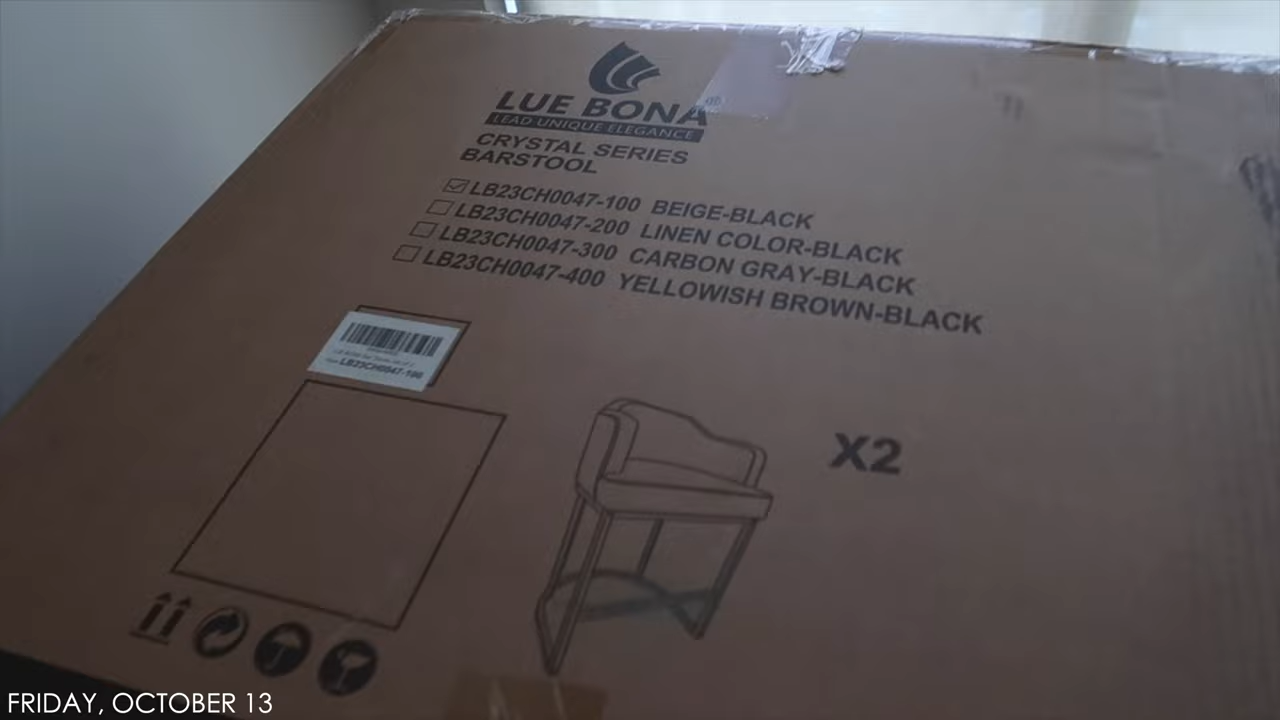 LUE BONA®
LEAD UNIQUE ELEGANCE
CRYSTAL SERIES
BARSTOOL
LB23CH0047-100 BEIGE-BLACK
LB23CH0047-200 LINEN COLOR-BLACK
LB23CH0047-300 CARBON GRAY-BLACK
LB23CH0047-400 YELLOWISH BROWN-BLACK
LB23CH0047-100
X2
FRIDAY, OCTOBER 13